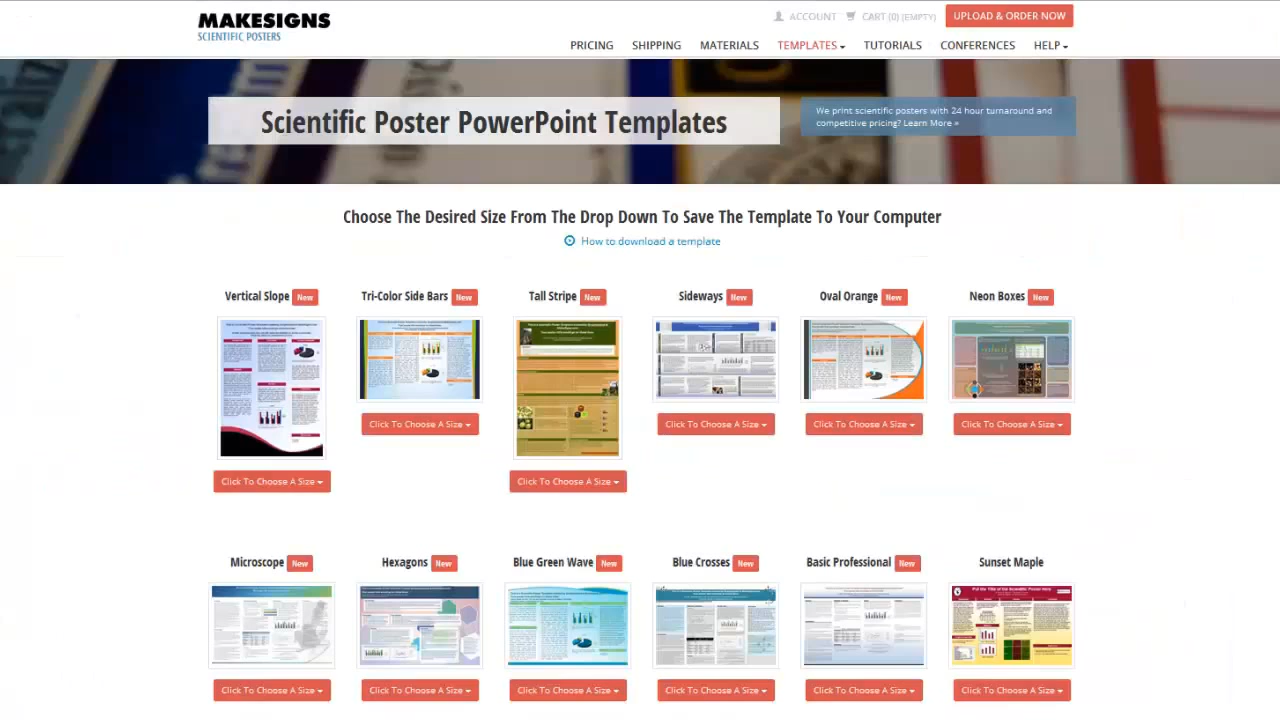 MAKESIGNS
SCIENTIFIC POSTERS
ACCOUNT CART (0) (EMPTY) UPLOAD & ORDER NOW
PRICING SHIPPING MATERIALS TEMPLATES TUTORIALS CONFERENCES HELP
Scientific Poster PowerPoint Templates
We print scientific posters with 24 hour turnaround and
competitive pricing? Learn More »
Choose The Desired Size From The Drop Down To Save The Template To Your Computer
How to download a template
Vertical Slope New
Tri-Color Side Bars New
Tall Stripe New
Sideways New
Oval Orange New
Neon Boxes New
Click To Choose A Size
Click To Choose A Size
Click To Choose A Size
Click To Choose A Size
Click To Choose A Size
Click To Choose A Size
Microscope New
Hexagons New
Blue Green Wave New
Blue Crosses New
Basic Professional New
Sunset Maple
Click To Choose A Size
Click To Choose A Size
Click To Choose A Size
Click To Choose A Size
Click To Choose A Size
Click To Choose A Size